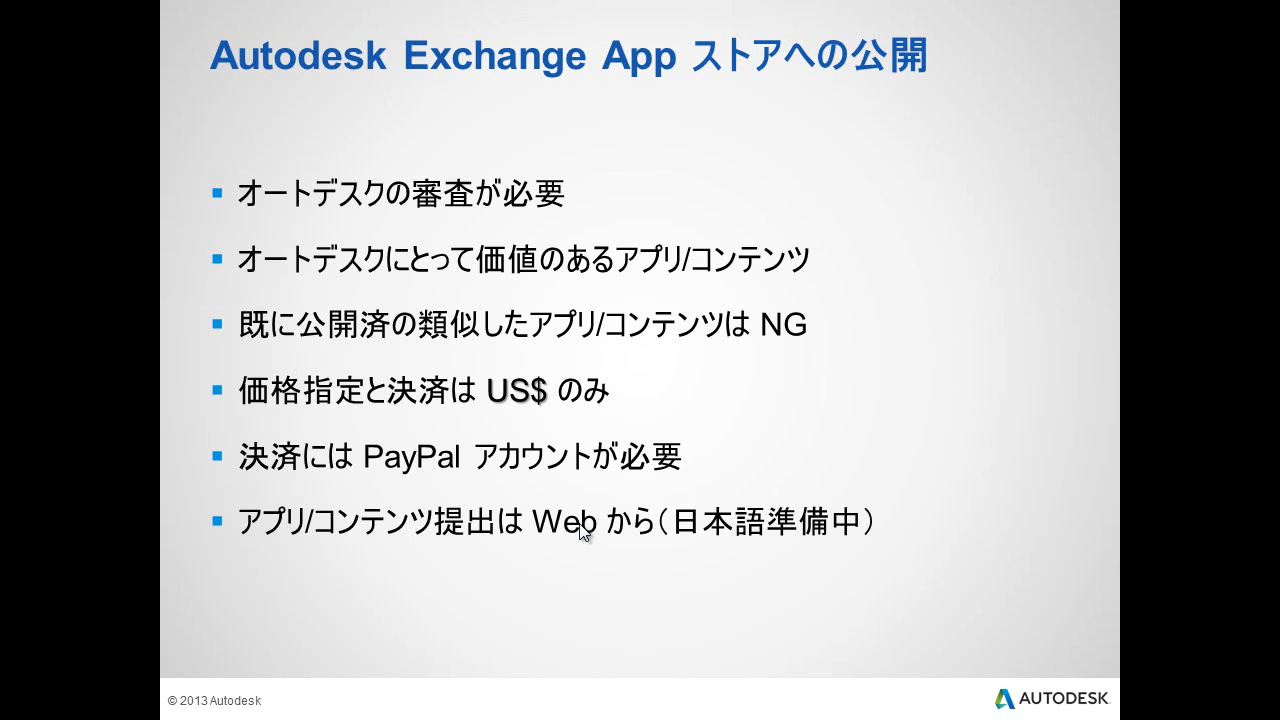 Autodesk Exchange App ストアへの公開
オートデスクの審査が必要
オートデスクにとって価値のあるアプリ/コンテンツ
既に公開済の類似したアプリ/コンテンツは NG
価格指定と決済は US$ のみ
決済には PayPal アカウントが必要
アプリ/コンテンツ提出は Web から（日本語準備中）
© 2013 Autodesk
AUTODESK